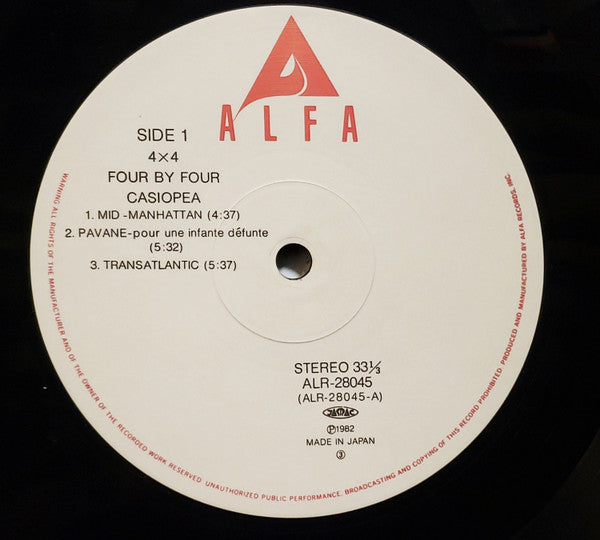 ALFA
SIDE 1
4×4
FOUR BY FOUR
CASIOPEA
1. MID-MANHATTAN (4:37)
2. PAVANE-pour une infante défunte
(5:32)
3. TRANSATLANTIC (5:37)
STEREO 33⅓
ALR-28045
(ALR-28045-A)
JASRAC
Ⓟ1982
MADE IN JAPAN
③
WARNING: ALL RIGHTS OF THE MANUFACTURER AND OF THE OWNER OF THE RECORDED WORK RESERVED. UNAUTHORIZED PUBLIC PERFORMANCE, BROADCASTING AND COPYING OF THIS RECORD PROHIBITED. PRODUCED AND MANUFACTURED BY ALFA RECORDS, INC.